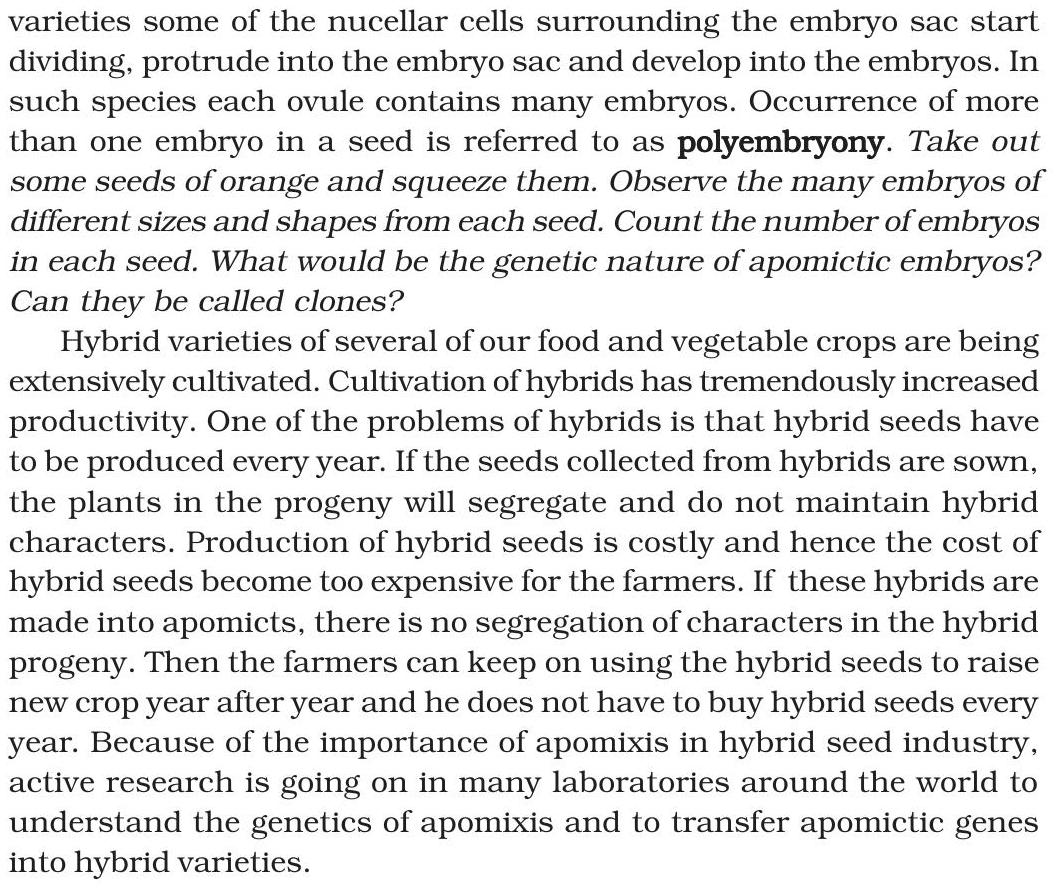 varieties some of the nucellar cells surrounding the embryo sac start
dividing, protrude into the embryo sac and develop into the embryos. In
such species each ovule contains many embryos. Occurrence of more
than one embryo in a seed is referred to as polyembryony. Take out
some seeds of orange and squeeze them. Observe the many embryos of
different sizes and shapes from each seed. Count the number of embryos
in each seed. What would be the genetic nature of apomictic embryos?
Can they be called clones?
Hybrid varieties of several of our food and vegetable crops are being
extensively cultivated. Cultivation of hybrids has tremendously increased
productivity. One of the problems of hybrids is that hybrid seeds have
to be produced every year. If the seeds collected from hybrids are sown,
the plants in the progeny will segregate and do not maintain hybrid
characters. Production of hybrid seeds is costly and hence the cost of
hybrid seeds become too expensive for the farmers. If these hybrids are
made into apomicts, there is no segregation of characters in the hybrid
progeny. Then the farmers can keep on using the hybrid seeds to raise
new crop year after year and he does not have to buy hybrid seeds every
year. Because of the importance of apomixis in hybrid seed industry,
active research is going on in many laboratories around the world to
understand the genetics of apomixis and to transfer apomictic genes
into hybrid varieties.